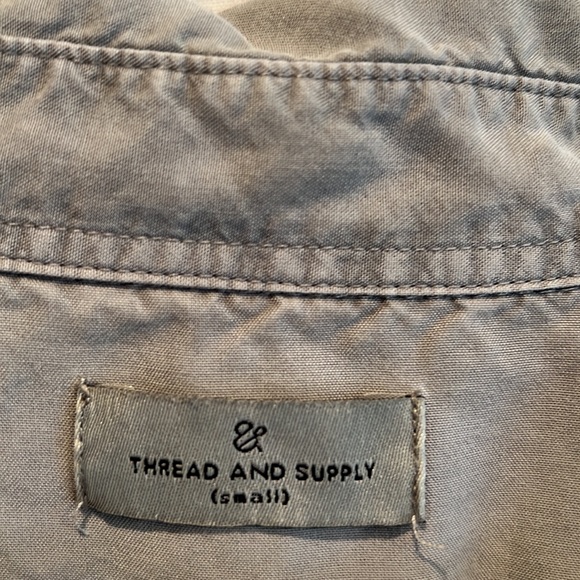 &
THREAD AND SUPPLY
(small)